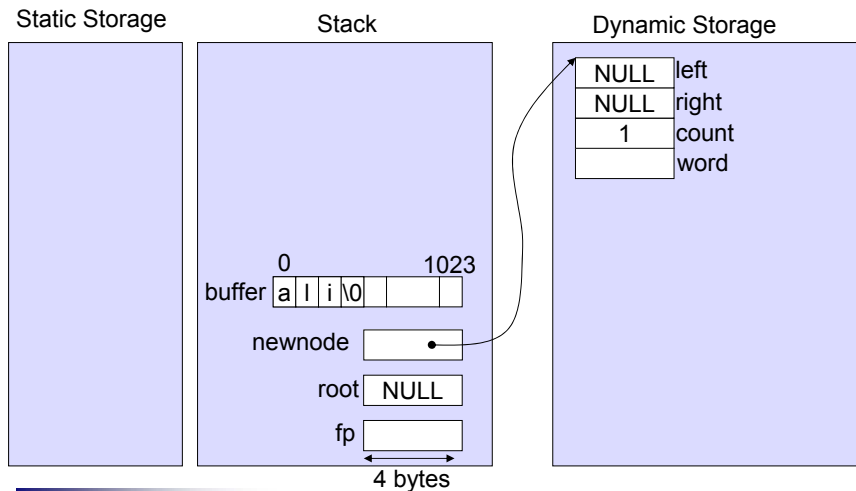 Static Storage
Stack
Dynamic Storage
NULL left
NULL right
1 count
word
0 1023
buffer a l i \0
newnode
root NULL
fp
4 bytes